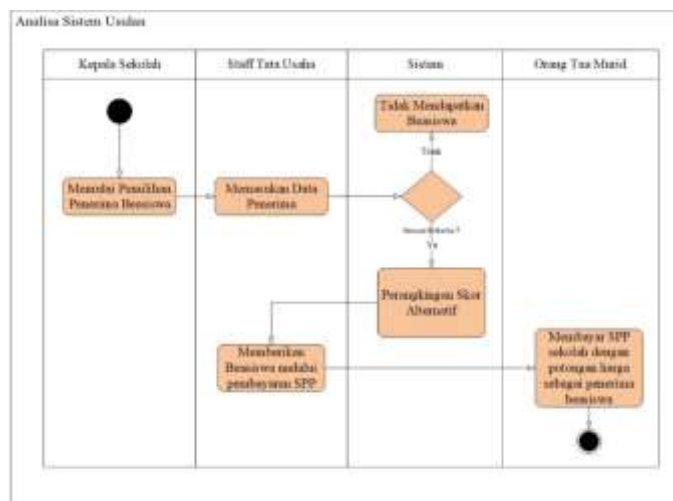 Analisa Sistem Usulan
Kepala Sekolah
Staff Tata Usaha
Sistem
Orang Tua Murid
Tidak Mendapatkan
Beasiswa
Tidak
Memulai Pemilihan
Penerima Beasiswa
Memasukan Data
Penerima
Sesuai Kriteria ?
Ya
Perangkingan Skor
Alternatif
Memberikan
Beasiswa melalui
pembayaran SPP
Membayar SPP
sekolah dengan
potongan harga
sebagai penerima
beasiswa